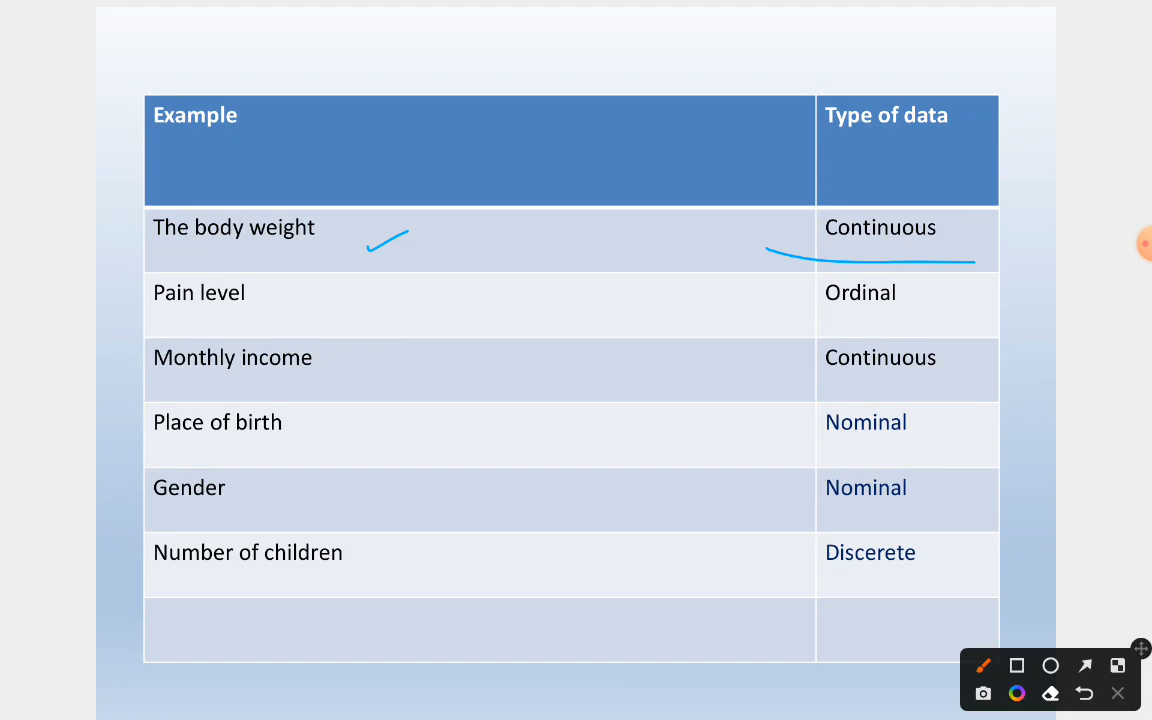 Example Type of data
The body weight Continuous
Pain level Ordinal
Monthly income Continuous
Place of birth Nominal
Gender Nominal
Number of children Discerete